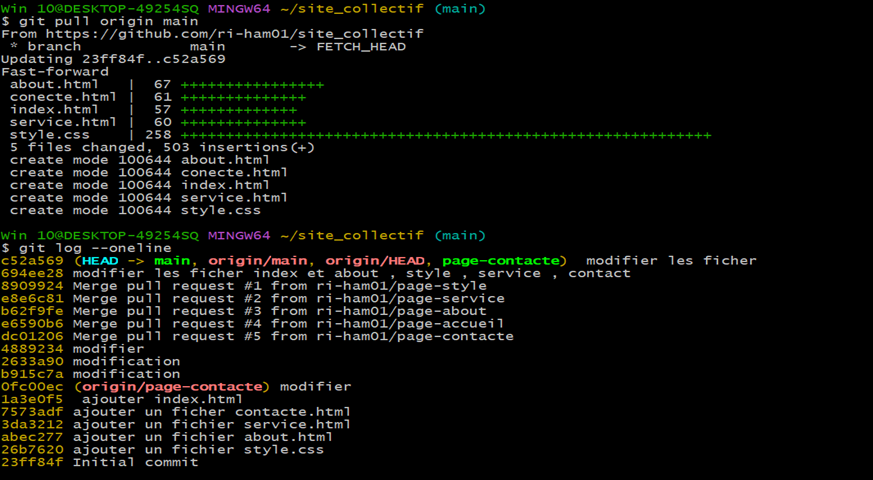 Win 10@DESKTOP-49254SQ MINGW64 ~/site_collectif (main)
$ git pull origin main
From https://github.com/ri-ham01/site_collectif
 * branch            main       -> FETCH_HEAD
Updating 23ff84f..c52a569
Fast-forward
 about.html   |  67 ++++++++++++++++
 conecte.html |  61 ++++++++++++++
 index.html   |  57 +++++++++++++
 service.html |  60 ++++++++++++++
 style.css    | 258 +++++++++++++++++++++++++++++++++++++++++++++++++++++++++++
 5 files changed, 503 insertions(+)
 create mode 100644 about.html
 create mode 100644 conecte.html
 create mode 100644 index.html
 create mode 100644 service.html
 create mode 100644 style.css
Win 10@DESKTOP-49254SQ MINGW64 ~/site_collectif (main)
$ git log --oneline
c52a569 (HEAD -> main, origin/main, origin/HEAD, page-contacte)  modifier les ficher
694ee28 modifier les ficher index et about , style , service , contact
8909924 Merge pull request #1 from ri-ham01/page-style
e8e6c81 Merge pull request #2 from ri-ham01/page-service
b62f9fe Merge pull request #3 from ri-ham01/page-about
e6590b6 Merge pull request #4 from ri-ham01/page-accueil
dc01206 Merge pull request #5 from ri-ham01/page-contacte
4889234 modifier
2633a90 modification
b915c7a modification
0fc00ec (origin/page-contacte) modifier
1a3e0f5  ajouter index.html
7573adf ajouter un ficher contacte.html
3da3212 ajouter un fichier service.html
abec277 ajouter un fichier about.html
26b7620 ajouter un fichier style.css
23ff84f Initial commit